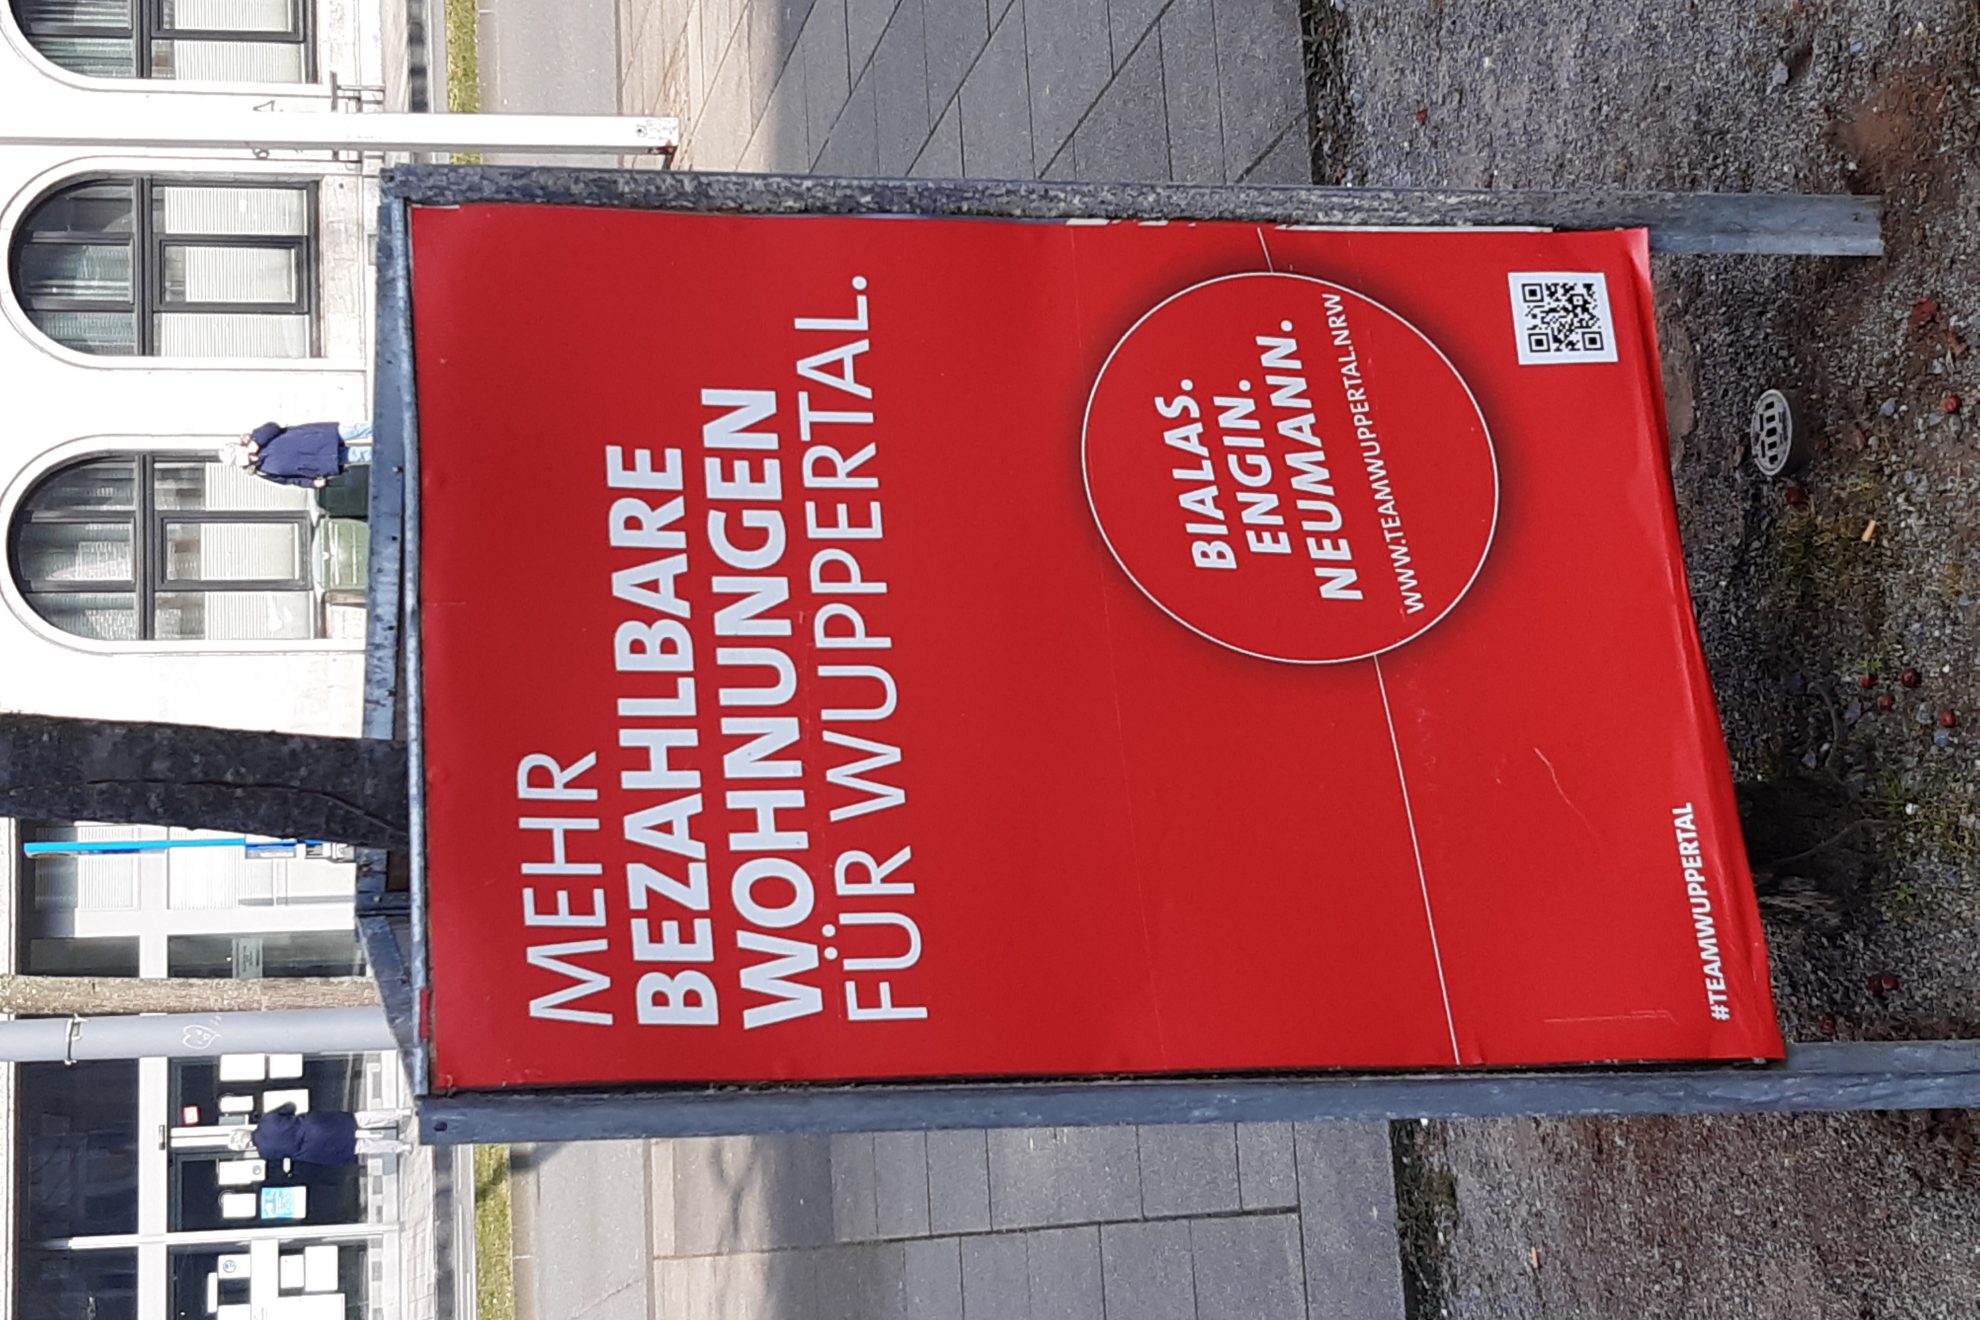 MEHR
BEZAHLBARE
WOHNUNGEN
FÜR WUPPERTAL.
BIALAS.
ENGIN.
NEUMANN.
WWW.TEAMWUPPERTAL.NRW
#TEAMWUPPERTAL